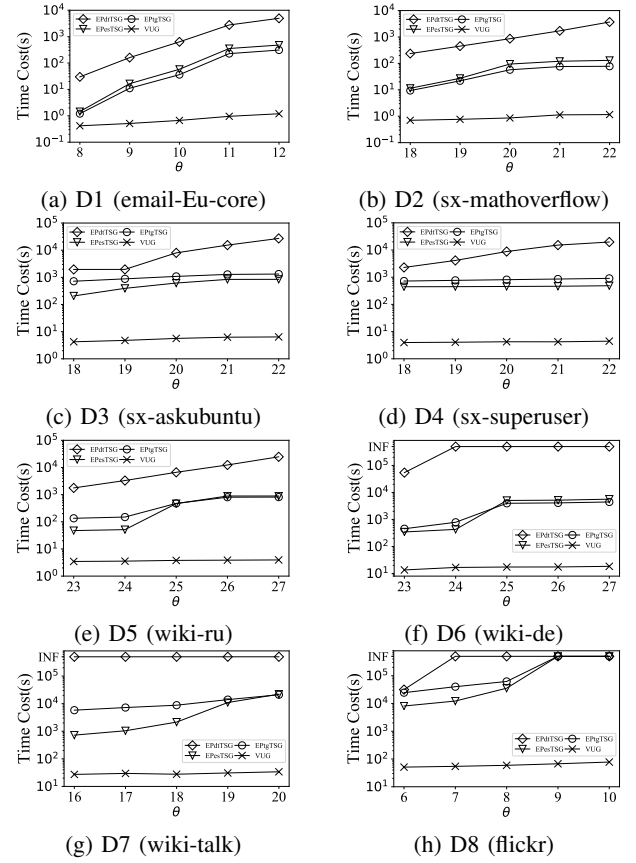 10^5
10^4
10^3
10^2
10^1
10^0
10^-1
Time Cost(s)
EPdtTSG EPtgTSG
EPesTSG VUG
8 9 10 11 12
θ
(a) D1 (email-Eu-core)
10^5
10^4
10^3
10^2
10^1
10^0
10^-1
Time Cost(s)
EPdtTSG EPtgTSG
EPesTSG VUG
18 19 20 21 22
θ
(b) D2 (sx-mathoverflow)
10^5
10^4
10^3
10^2
10^1
10^0
Time Cost(s)
EPdtTSG EPtgTSG
EPesTSG VUG
18 19 20 21 22
θ
(c) D3 (sx-askubuntu)
10^5
10^4
10^3
10^2
10^1
10^0
Time Cost(s)
EPdtTSG EPtgTSG
EPesTSG VUG
18 19 20 21 22
θ
(d) D4 (sx-superuser)
10^5
10^4
10^3
10^2
10^1
10^0
Time Cost(s)
EPdtTSG EPtgTSG
EPesTSG VUG
23 24 25 26 27
θ
(e) D5 (wiki-ru)
INF
10^5
10^4
10^3
10^2
10^1
Time Cost(s)
EPdtTSG EPtgTSG
EPesTSG VUG
23 24 25 26 27
θ
(f) D6 (wiki-de)
INF
10^5
10^4
10^3
10^2
10^1
Time Cost(s)
EPdtTSG EPtgTSG
EPesTSG VUG
16 17 18 19 20
θ
(g) D7 (wiki-talk)
INF
10^5
10^4
10^3
10^2
10^1
Time Cost(s)
EPdtTSG EPtgTSG
EPesTSG VUG
6 7 8 9 10
θ
(h) D8 (flickr)